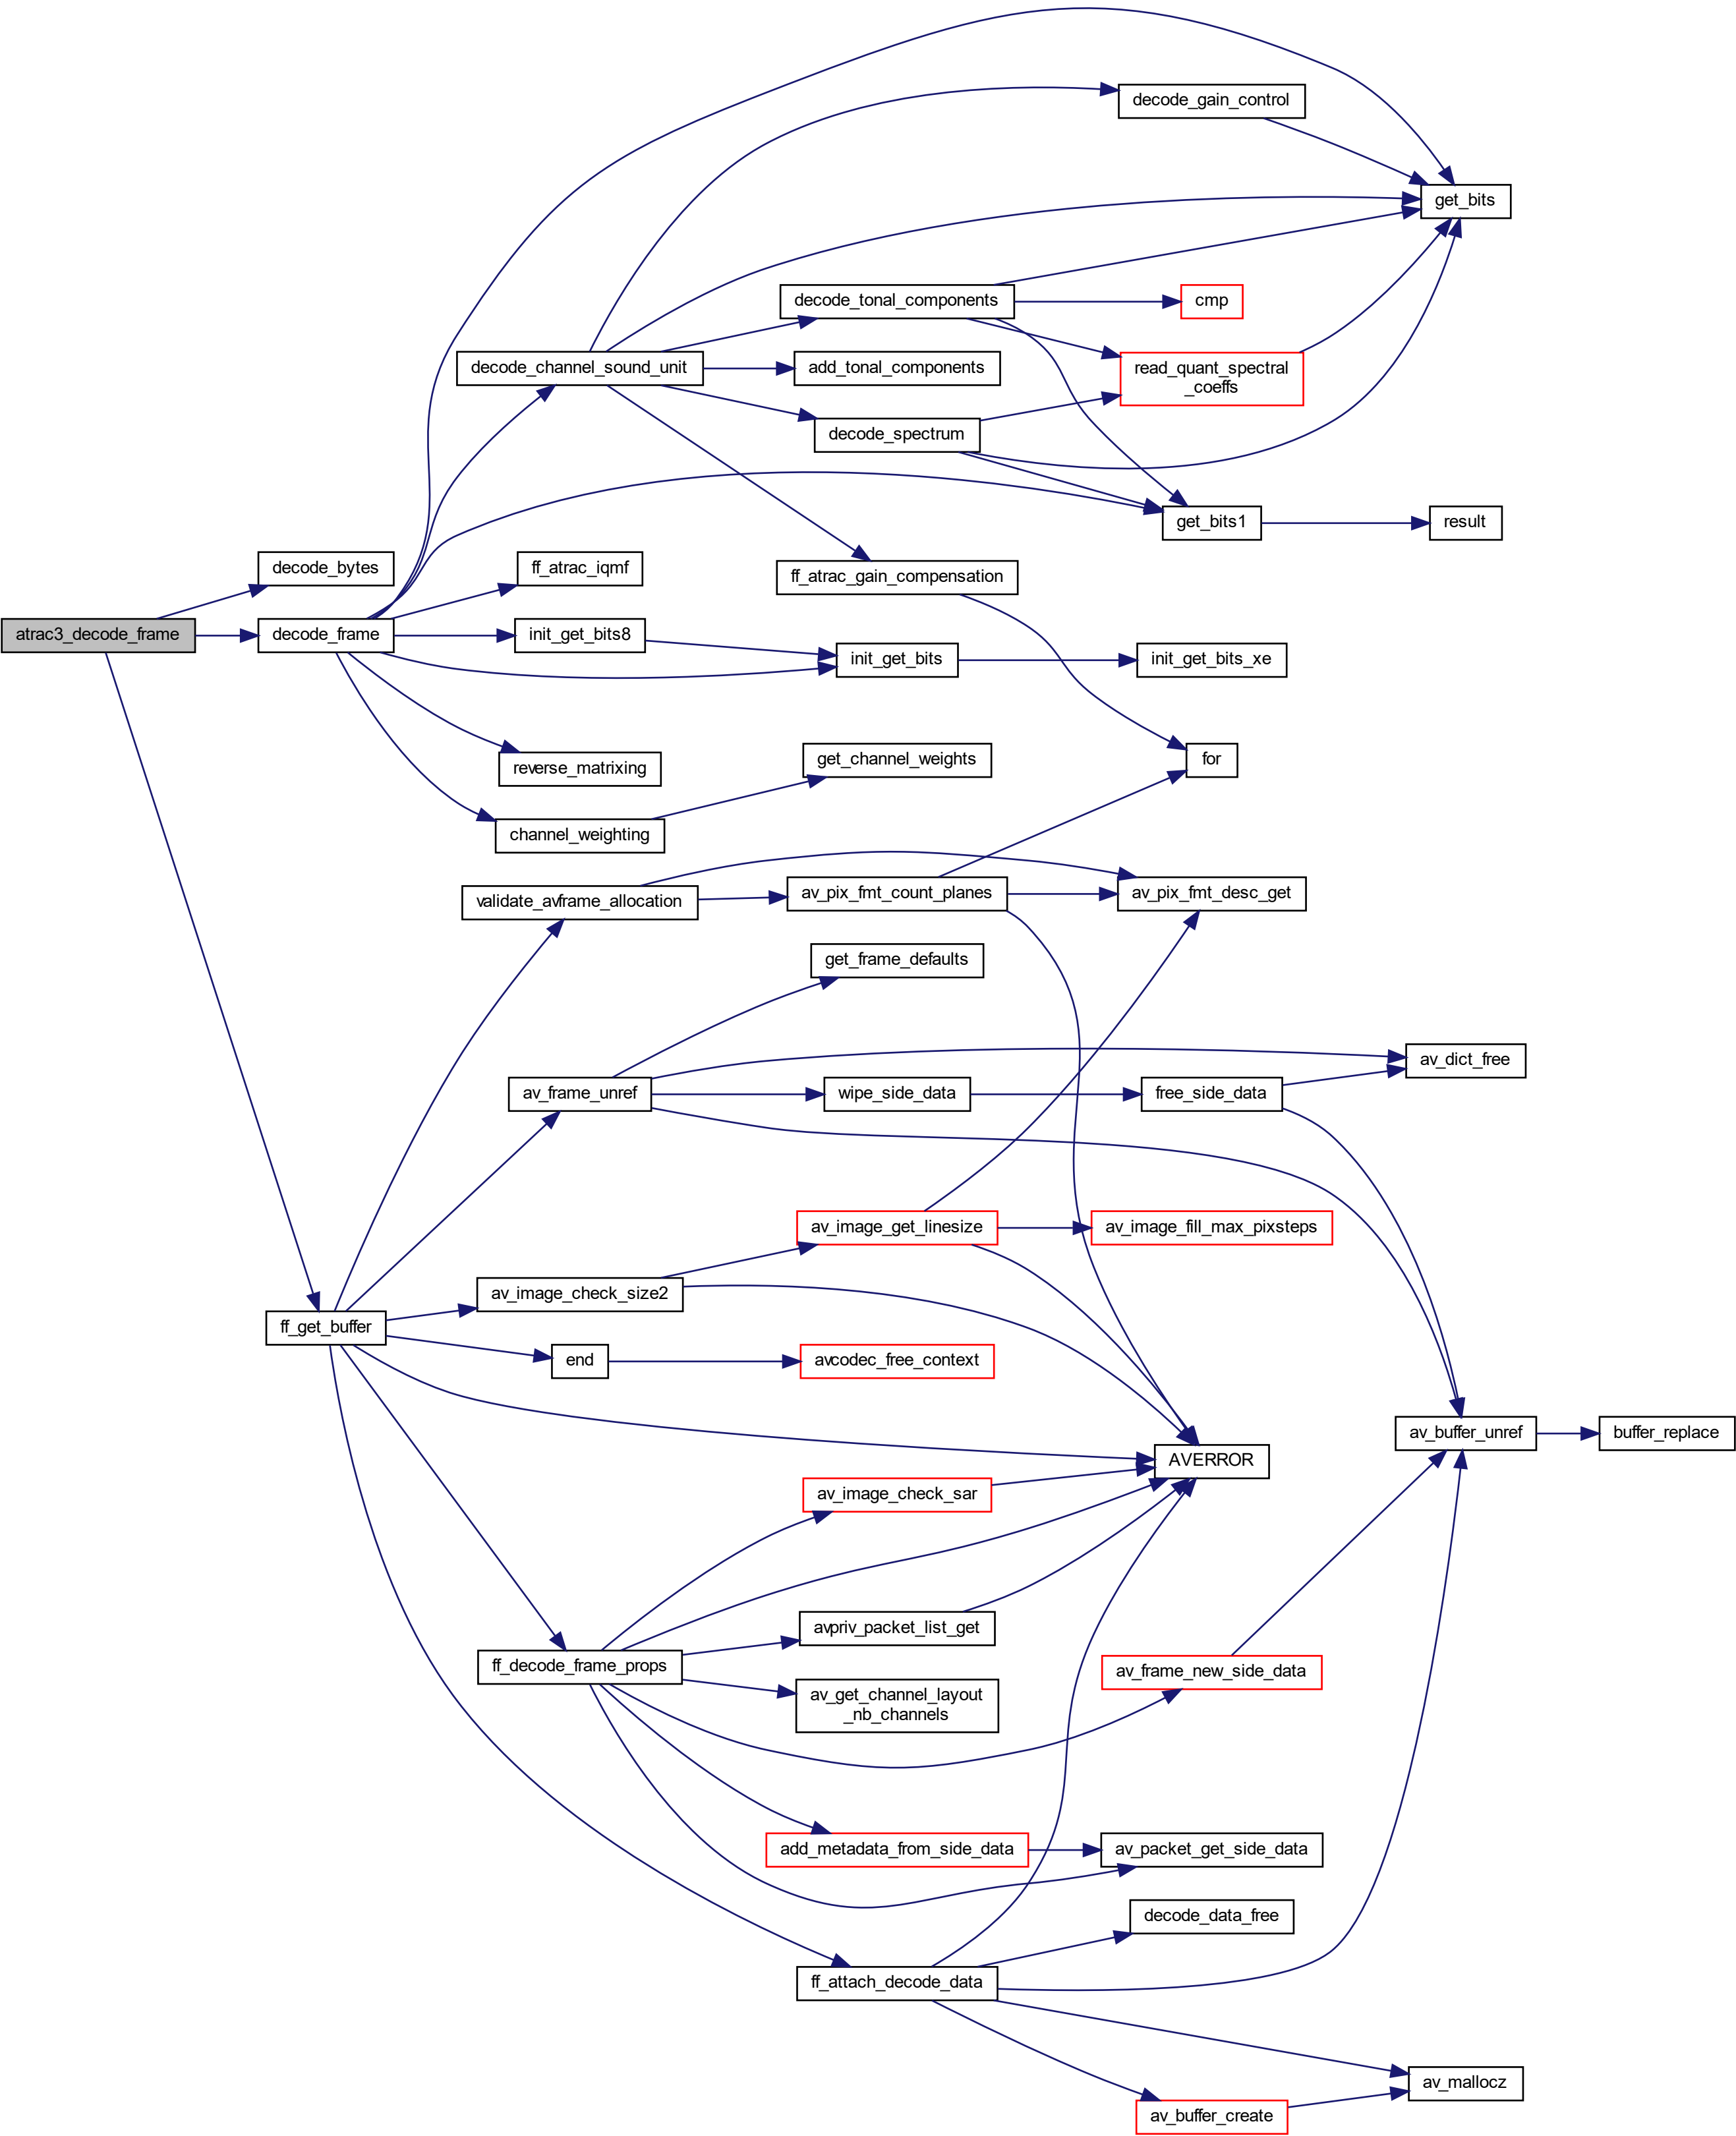 decode_gain_control
get_bits
decode_tonal_components
cmp
decode_channel_sound_unit
add_tonal_components
read_quant_spectral
_coeffs
decode_spectrum
get_bits1
result
decode_bytes
ff_atrac_iqmf
ff_atrac_gain_compensation
atrac3_decode_frame
decode_frame
init_get_bits8
init_get_bits
init_get_bits_xe
reverse_matrixing
get_channel_weights
for
channel_weighting
validate_avframe_allocation
av_pix_fmt_count_planes
av_pix_fmt_desc_get
get_frame_defaults
av_dict_free
av_frame_unref
wipe_side_data
free_side_data
av_image_get_linesize
av_image_fill_max_pixsteps
av_image_check_size2
ff_get_buffer
end
avcodec_free_context
av_buffer_unref
buffer_replace
AVERROR
av_image_check_sar
avpriv_packet_list_get
ff_decode_frame_props
av_frame_new_side_data
av_get_channel_layout
_nb_channels
add_metadata_from_side_data
av_packet_get_side_data
decode_data_free
ff_attach_decode_data
av_mallocz
av_buffer_create